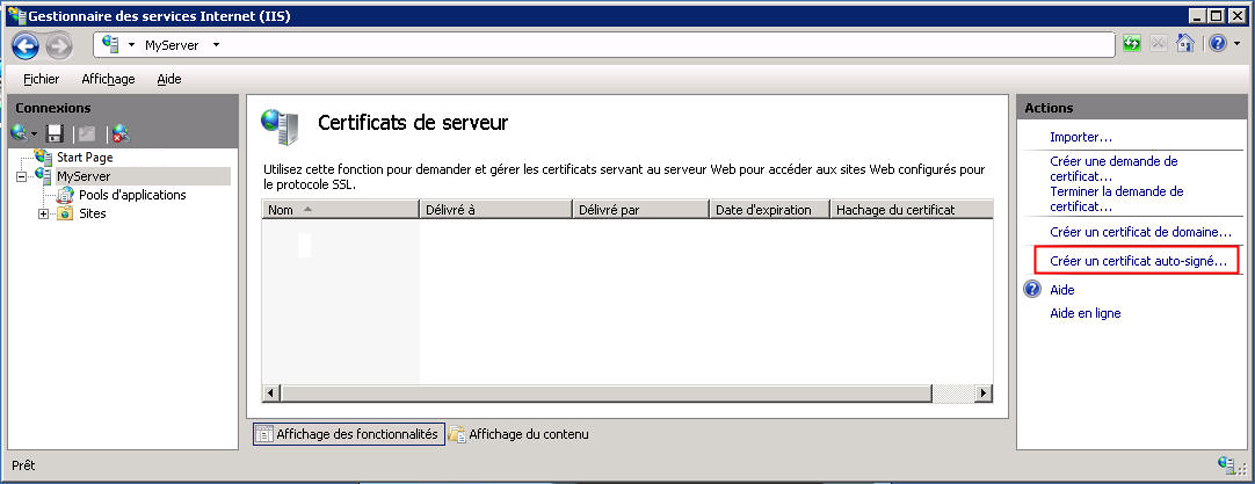 Gestionnaire des services Internet (IIS)
MyServer
Fichier Affichage Aide
Connexions
Start Page
MyServer
Pools d'applications
Sites
Certificats de serveur
Utilisez cette fonction pour demander et gérer les certificats servant au serveur Web pour accéder aux sites Web configurés pour
le protocole SSL.
Nom Délivré à Délivré par Date d'expiration Hachage du certificat
Affichage des fonctionnalités Affichage du contenu
Actions
Importer...
Créer une demande de
certificat...
Terminer la demande de
certificat...
Créer un certificat de domaine...
Créer un certificat auto-signé...
Aide
Aide en ligne
Prêt